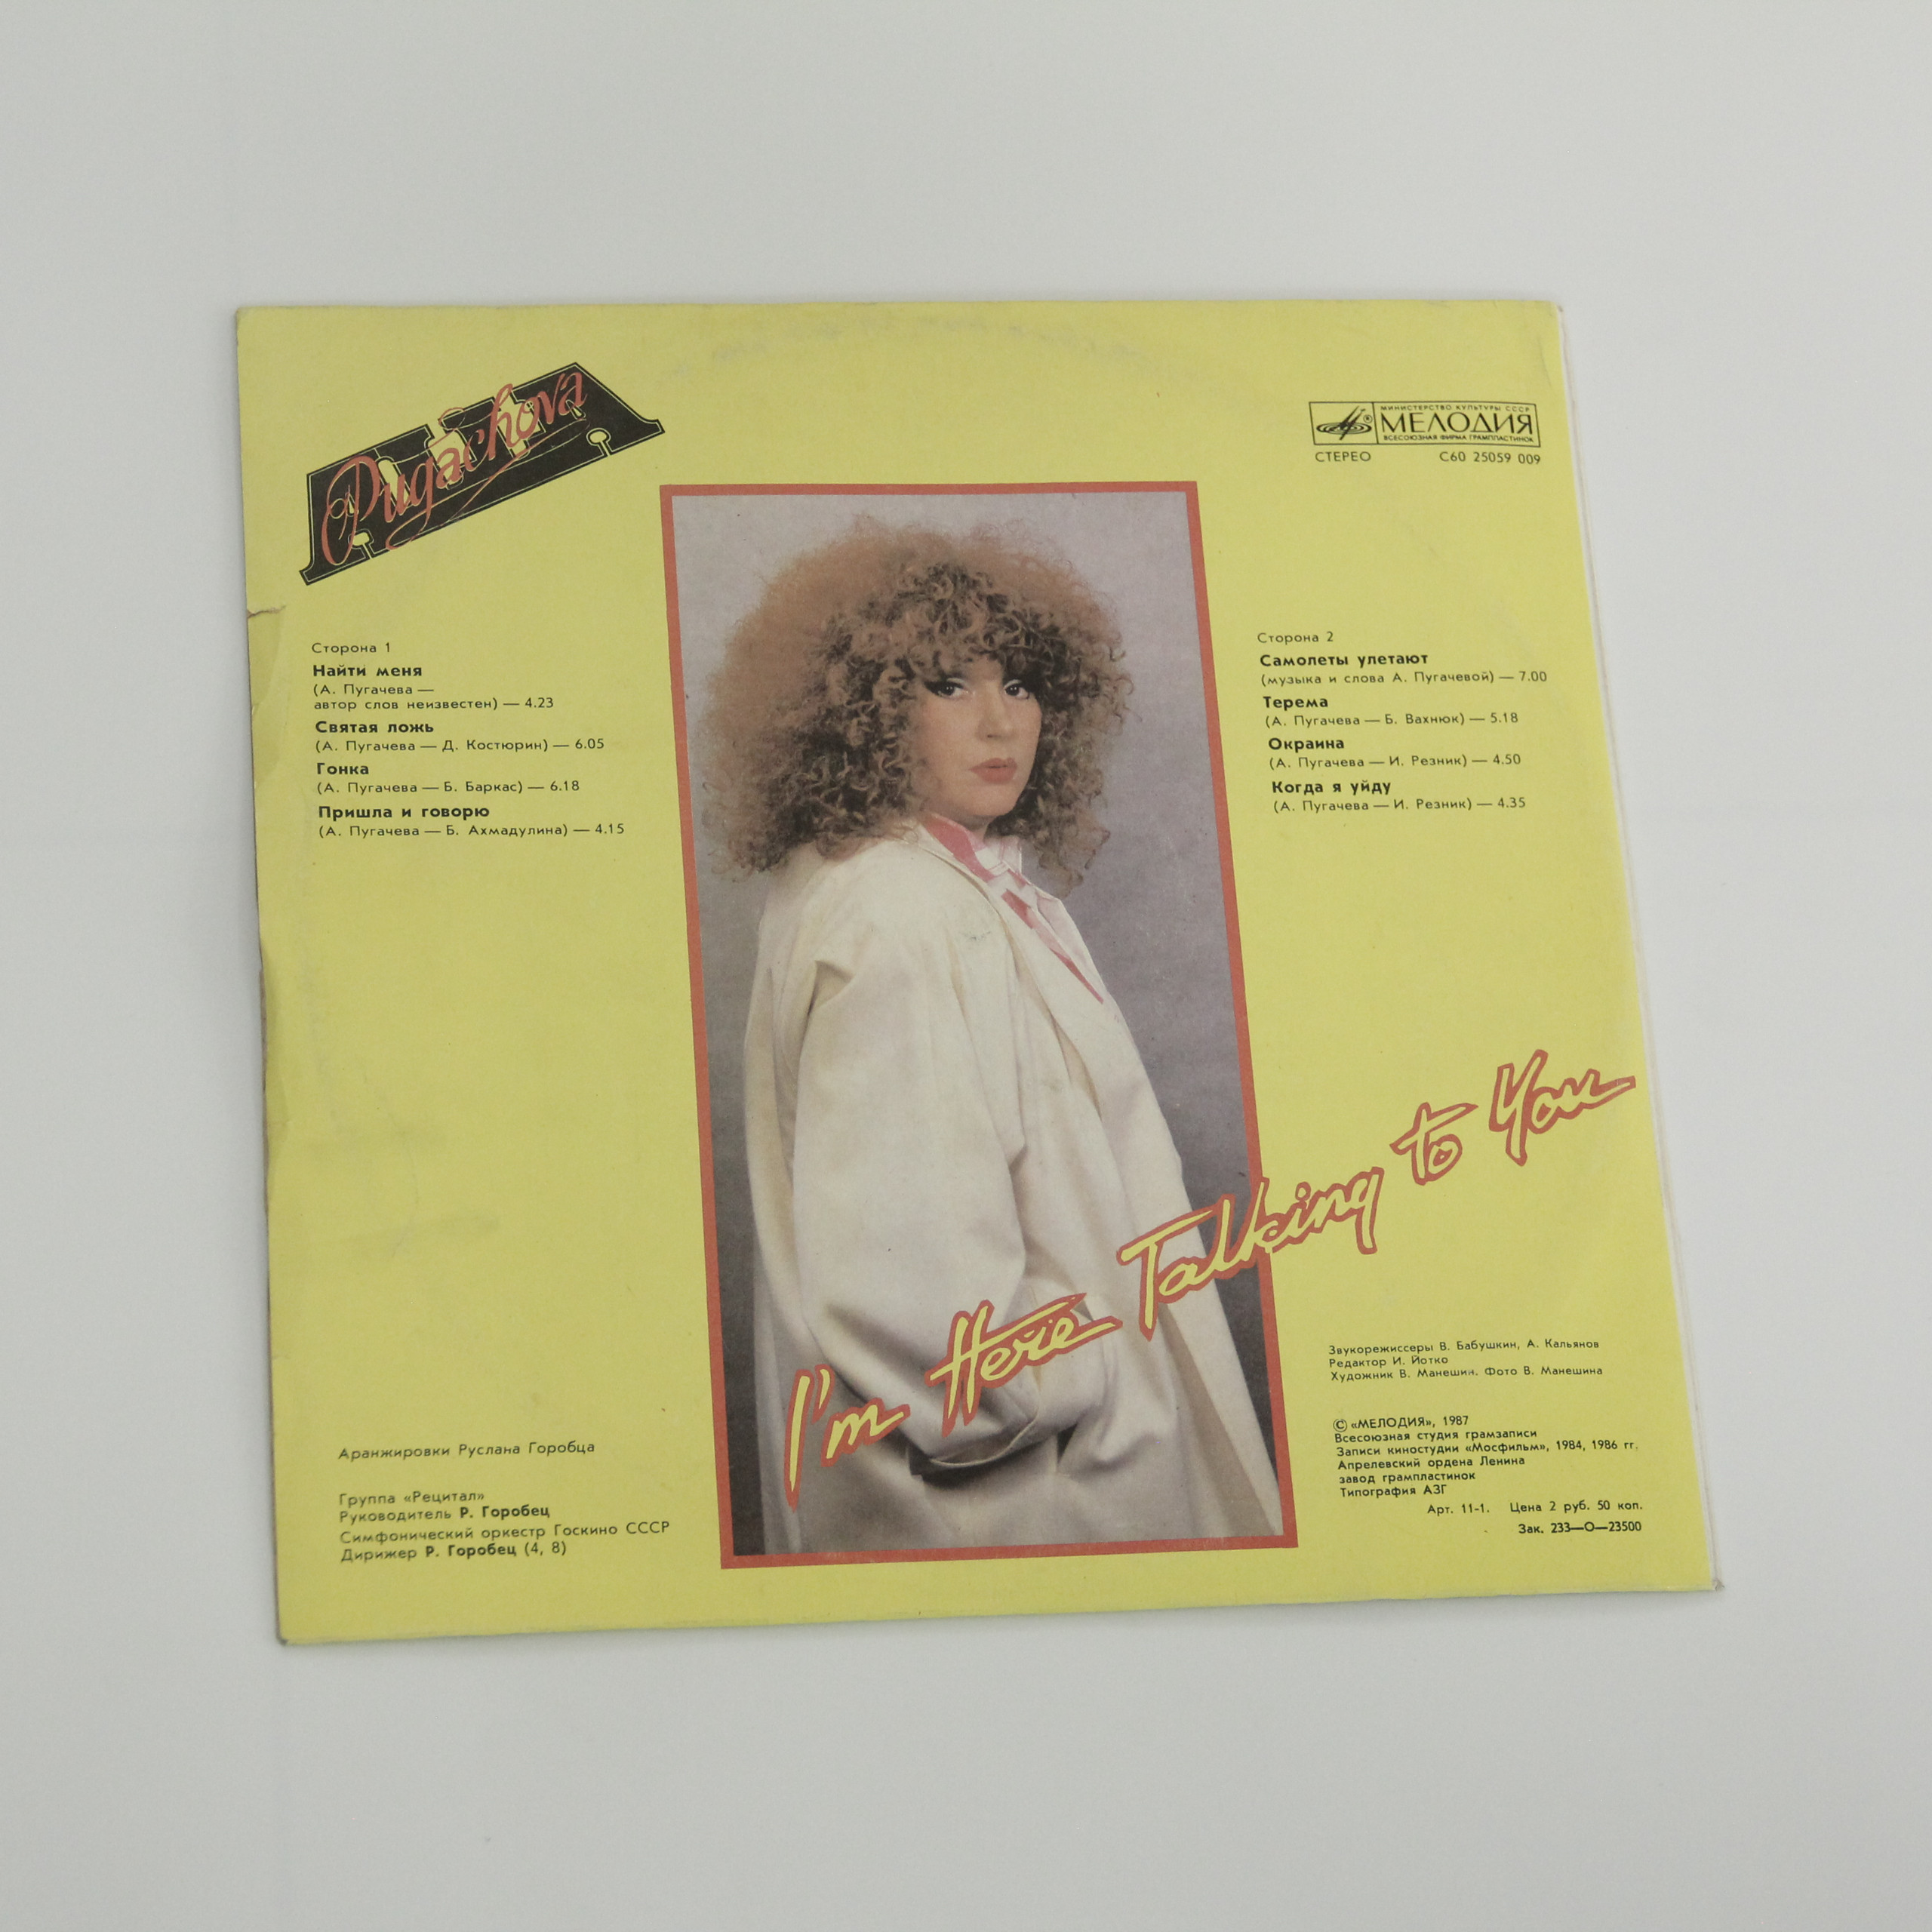 Alla
Pugachova
МИНИСТЕРСТВО КУЛЬТУРЫ СССР
МЕЛОДИЯ
ВСЕСОЮЗНАЯ ФИРМА ГРАМПЛАСТИНОК
СТЕРЕО С60 25059 009
Сторона 1
Найти меня
(А. Пугачева —
автор слов неизвестен) — 4.23
Святая ложь
(А. Пугачева — Д. Костюрин) — 6.05
Гонка
(А. Пугачева — Б. Баркас) — 6.18
Пришла и говорю
(А. Пугачева — Б. Ахмадулина) — 4.15
Сторона 2
Самолеты улетают
(музыка и слова А. Пугачевой) — 7.00
Терема
(А. Пугачева — Б. Вахнюк) — 5.18
Окраина
(А. Пугачева — И. Резник) — 4.50
Когда я уйду
(А. Пугачева — И. Резник) — 4.35
I'm Here Talking to You
Аранжировки Руслана Горобца
Группа «Рецитал»
Руководитель Р. Горобец
Симфонический оркестр Госкино СССР
Дирижер Р. Горобец (4, 8)
Звукорежиссеры В. Бабушкин, А. Кальянов
Редактор И. Йотко
Художник В. Манешин. Фото В. Манешина
© «МЕЛОДИЯ», 1987
Всесоюзная студия грамзаписи
Записи киностудии «Мосфильм», 1984, 1986 гг.
Апрелевский ордена Ленина
завод грампластинок
Типография АЗГ
Арт. 11-1. Цена 2 руб. 50 коп.
Зак. 233—О—23500